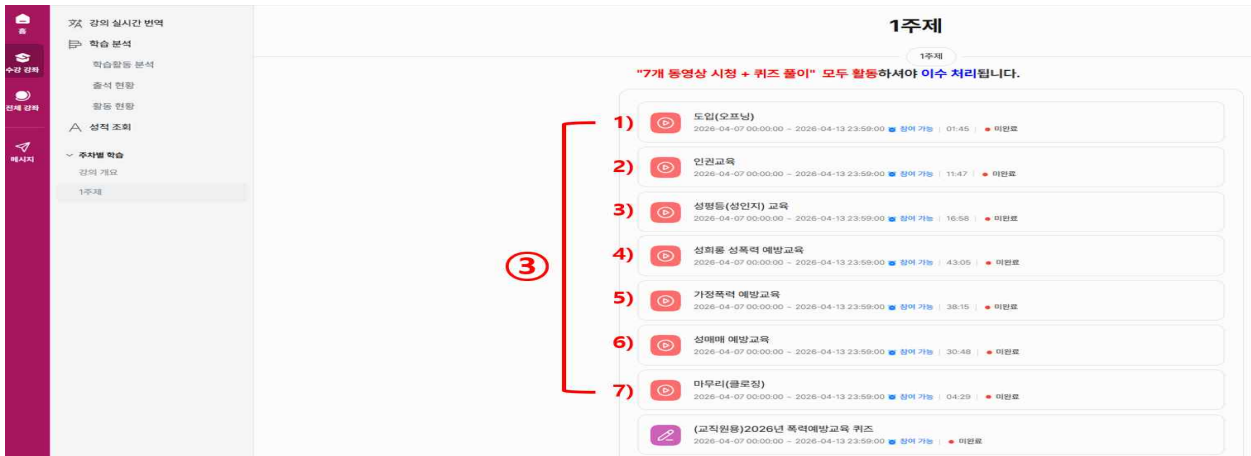 홈
수강 강좌
전체 강좌
메시지
강의 실시간 번역
학습 분석
학습활동 분석
출석 현황
활동 현황
성적 조회
주차별 학습
강의 개요
1주제
1주제
1주제
"7개 동영상 시청 + 퀴즈 풀이" 모두 활동하셔야 이수 처리됩니다.
③
1) 도입(오프닝)
2026-04-07 00:00:00 ~ 2026-04-13 23:59:00 참여 가능 | 01:45 | 미완료
2) 인권교육
2026-04-07 00:00:00 ~ 2026-04-13 23:59:00 참여 가능 | 11:47 | 미완료
3) 성평등(성인지) 교육
2026-04-07 00:00:00 ~ 2026-04-13 23:59:00 참여 가능 | 16:58 | 미완료
4) 성희롱 성폭력 예방교육
2026-04-07 00:00:00 ~ 2026-04-13 23:59:00 참여 가능 | 43:05 | 미완료
5) 가정폭력 예방교육
2026-04-07 00:00:00 ~ 2026-04-13 23:59:00 참여 가능 | 38:15 | 미완료
6) 성매매 예방교육
2026-04-07 00:00:00 ~ 2026-04-13 23:59:00 참여 가능 | 30:48 | 미완료
7) 마무리(클로징)
2026-04-07 00:00:00 ~ 2026-04-13 23:59:00 참여 가능 | 04:29 | 미완료
(교직원용)2026년 폭력예방교육 퀴즈
2026-04-07 00:00:00 ~ 2026-04-13 23:59:00 참여 가능 | 미완료